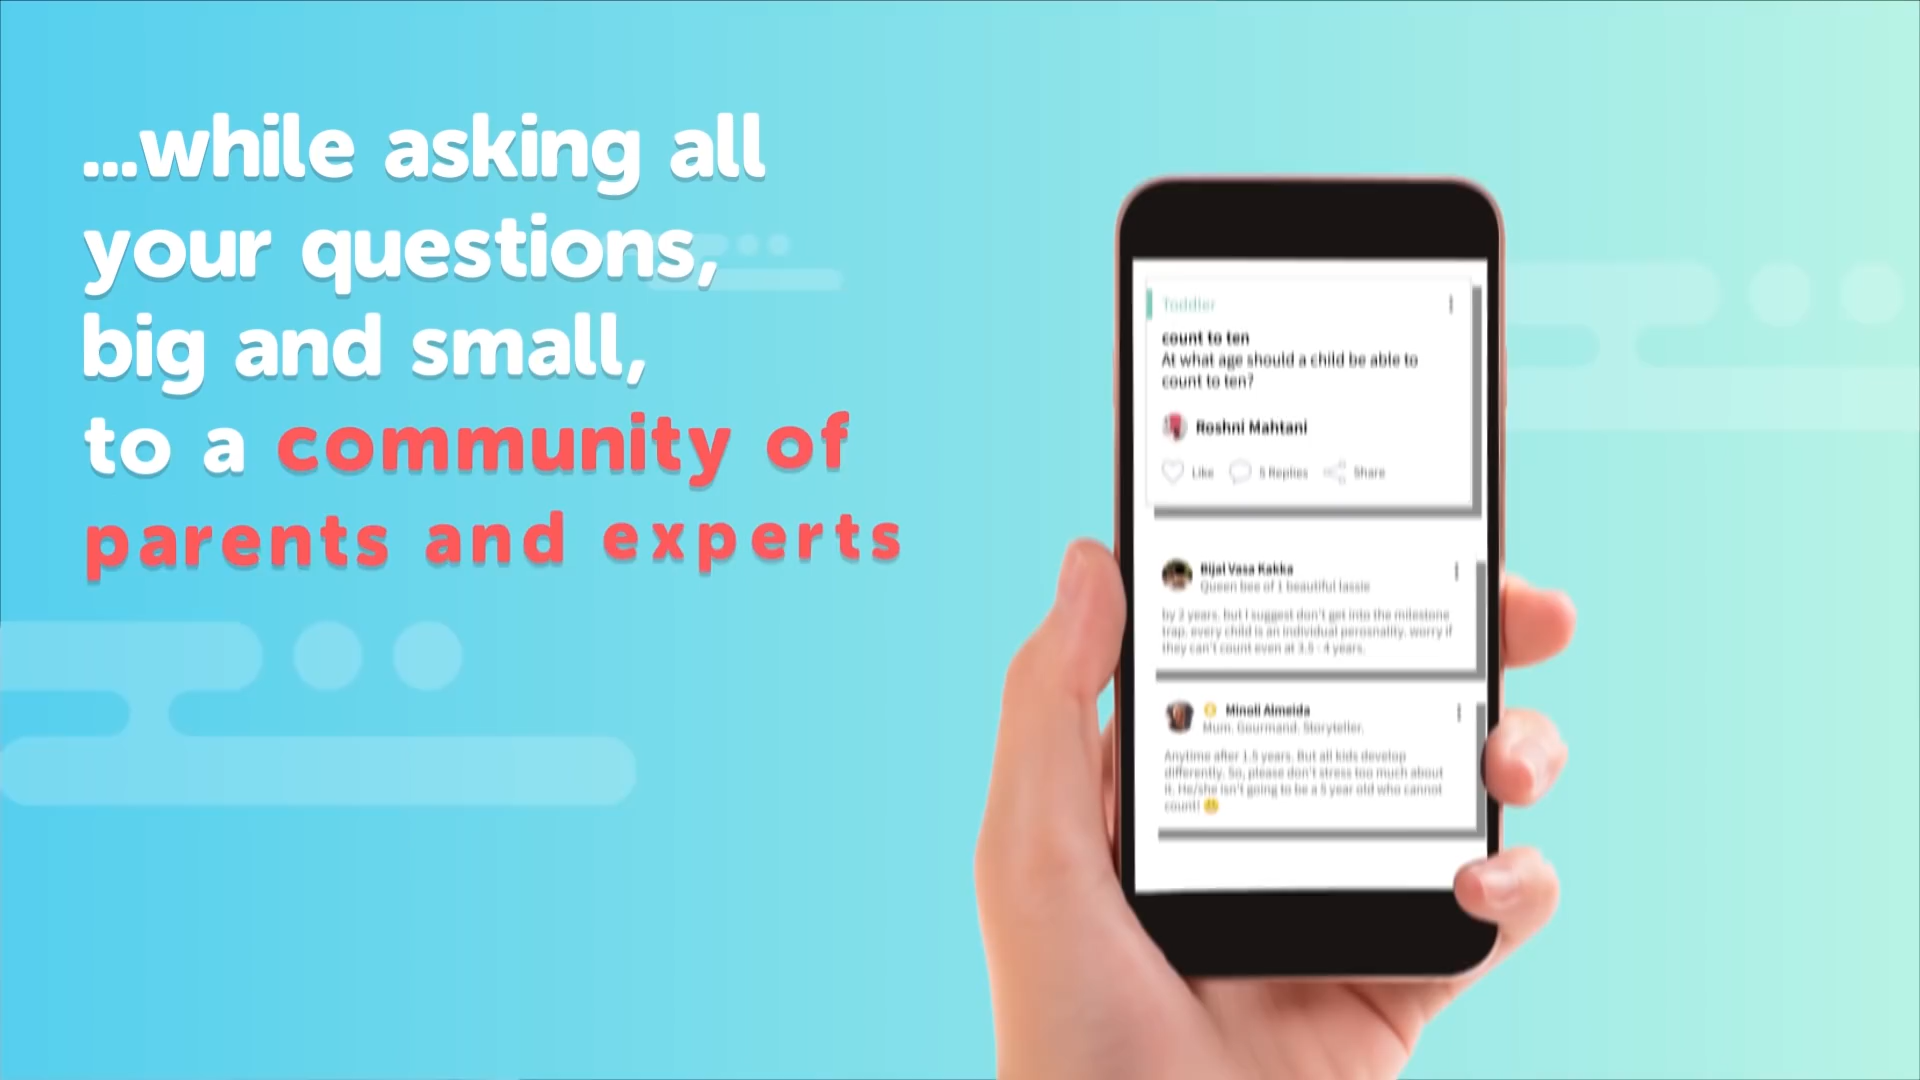 ...while asking all
your questions,
big and small,
to a community of
parents and experts
Toddler
count to ten
At what age should a child be able to
count to ten?
Roshni Mahtani
Like 5 Replies Share
Bijal Vasa Kakka
Queen bee of 1 beautiful lassie
by 2 years, but I suggest don't get into the milestone
trap, every child is an individual perosnality, worry if
they can't count even at 3.5 - 4 years.
Minoli Almeida
Mum. Gourmand. Storyteller.
Anytime after 1.5 years. But all kids develop
differently. So, please don't stress too much about
it. He/she isn't going to be a 5 year old who cannot
count! 😄